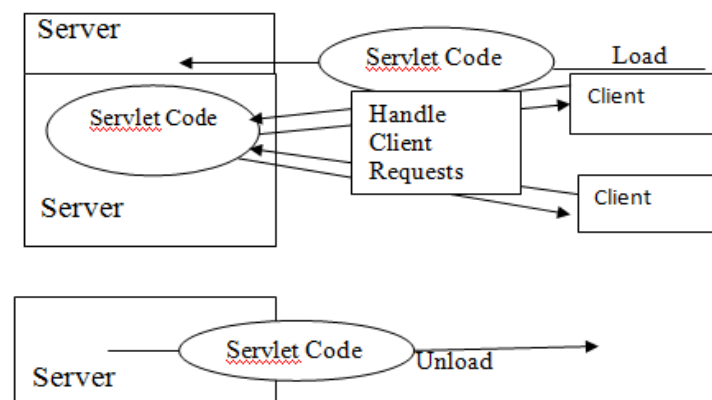 Server
Servlet Code
Load
Client
Servlet Code
Handle
Client
Requests
Client
Server
Servlet Code
Unload
Server